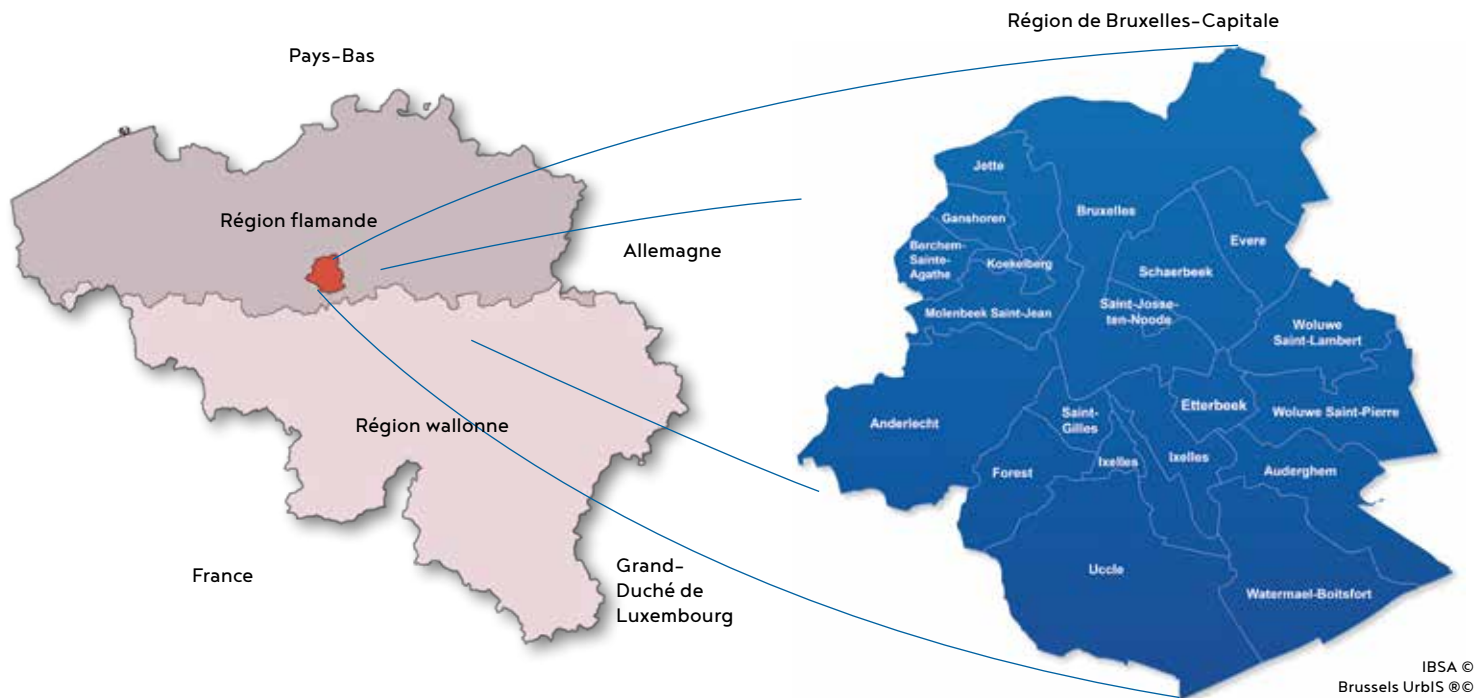 Région de Bruxelles-Capitale
Pays-Bas
Région flamande
Allemagne
Région wallonne
France
Grand-
Duché de
Luxembourg
Jette
Ganshoren
Bruxelles
Berchem-
Sainte-
Agathe
Koekelberg
Evere
Schaerbeek
Molenbeek Saint-Jean
Saint-Josse-
ten-Noode
Woluwe
Saint-Lambert
Anderlecht
Saint-
Gilles
Etterbeek
Woluwe Saint-Pierre
Forest
Ixelles
Ixelles
Auderghem
Uccle
Watermael-Boitsfort
IBSA ©
Brussels UrbIS ®©